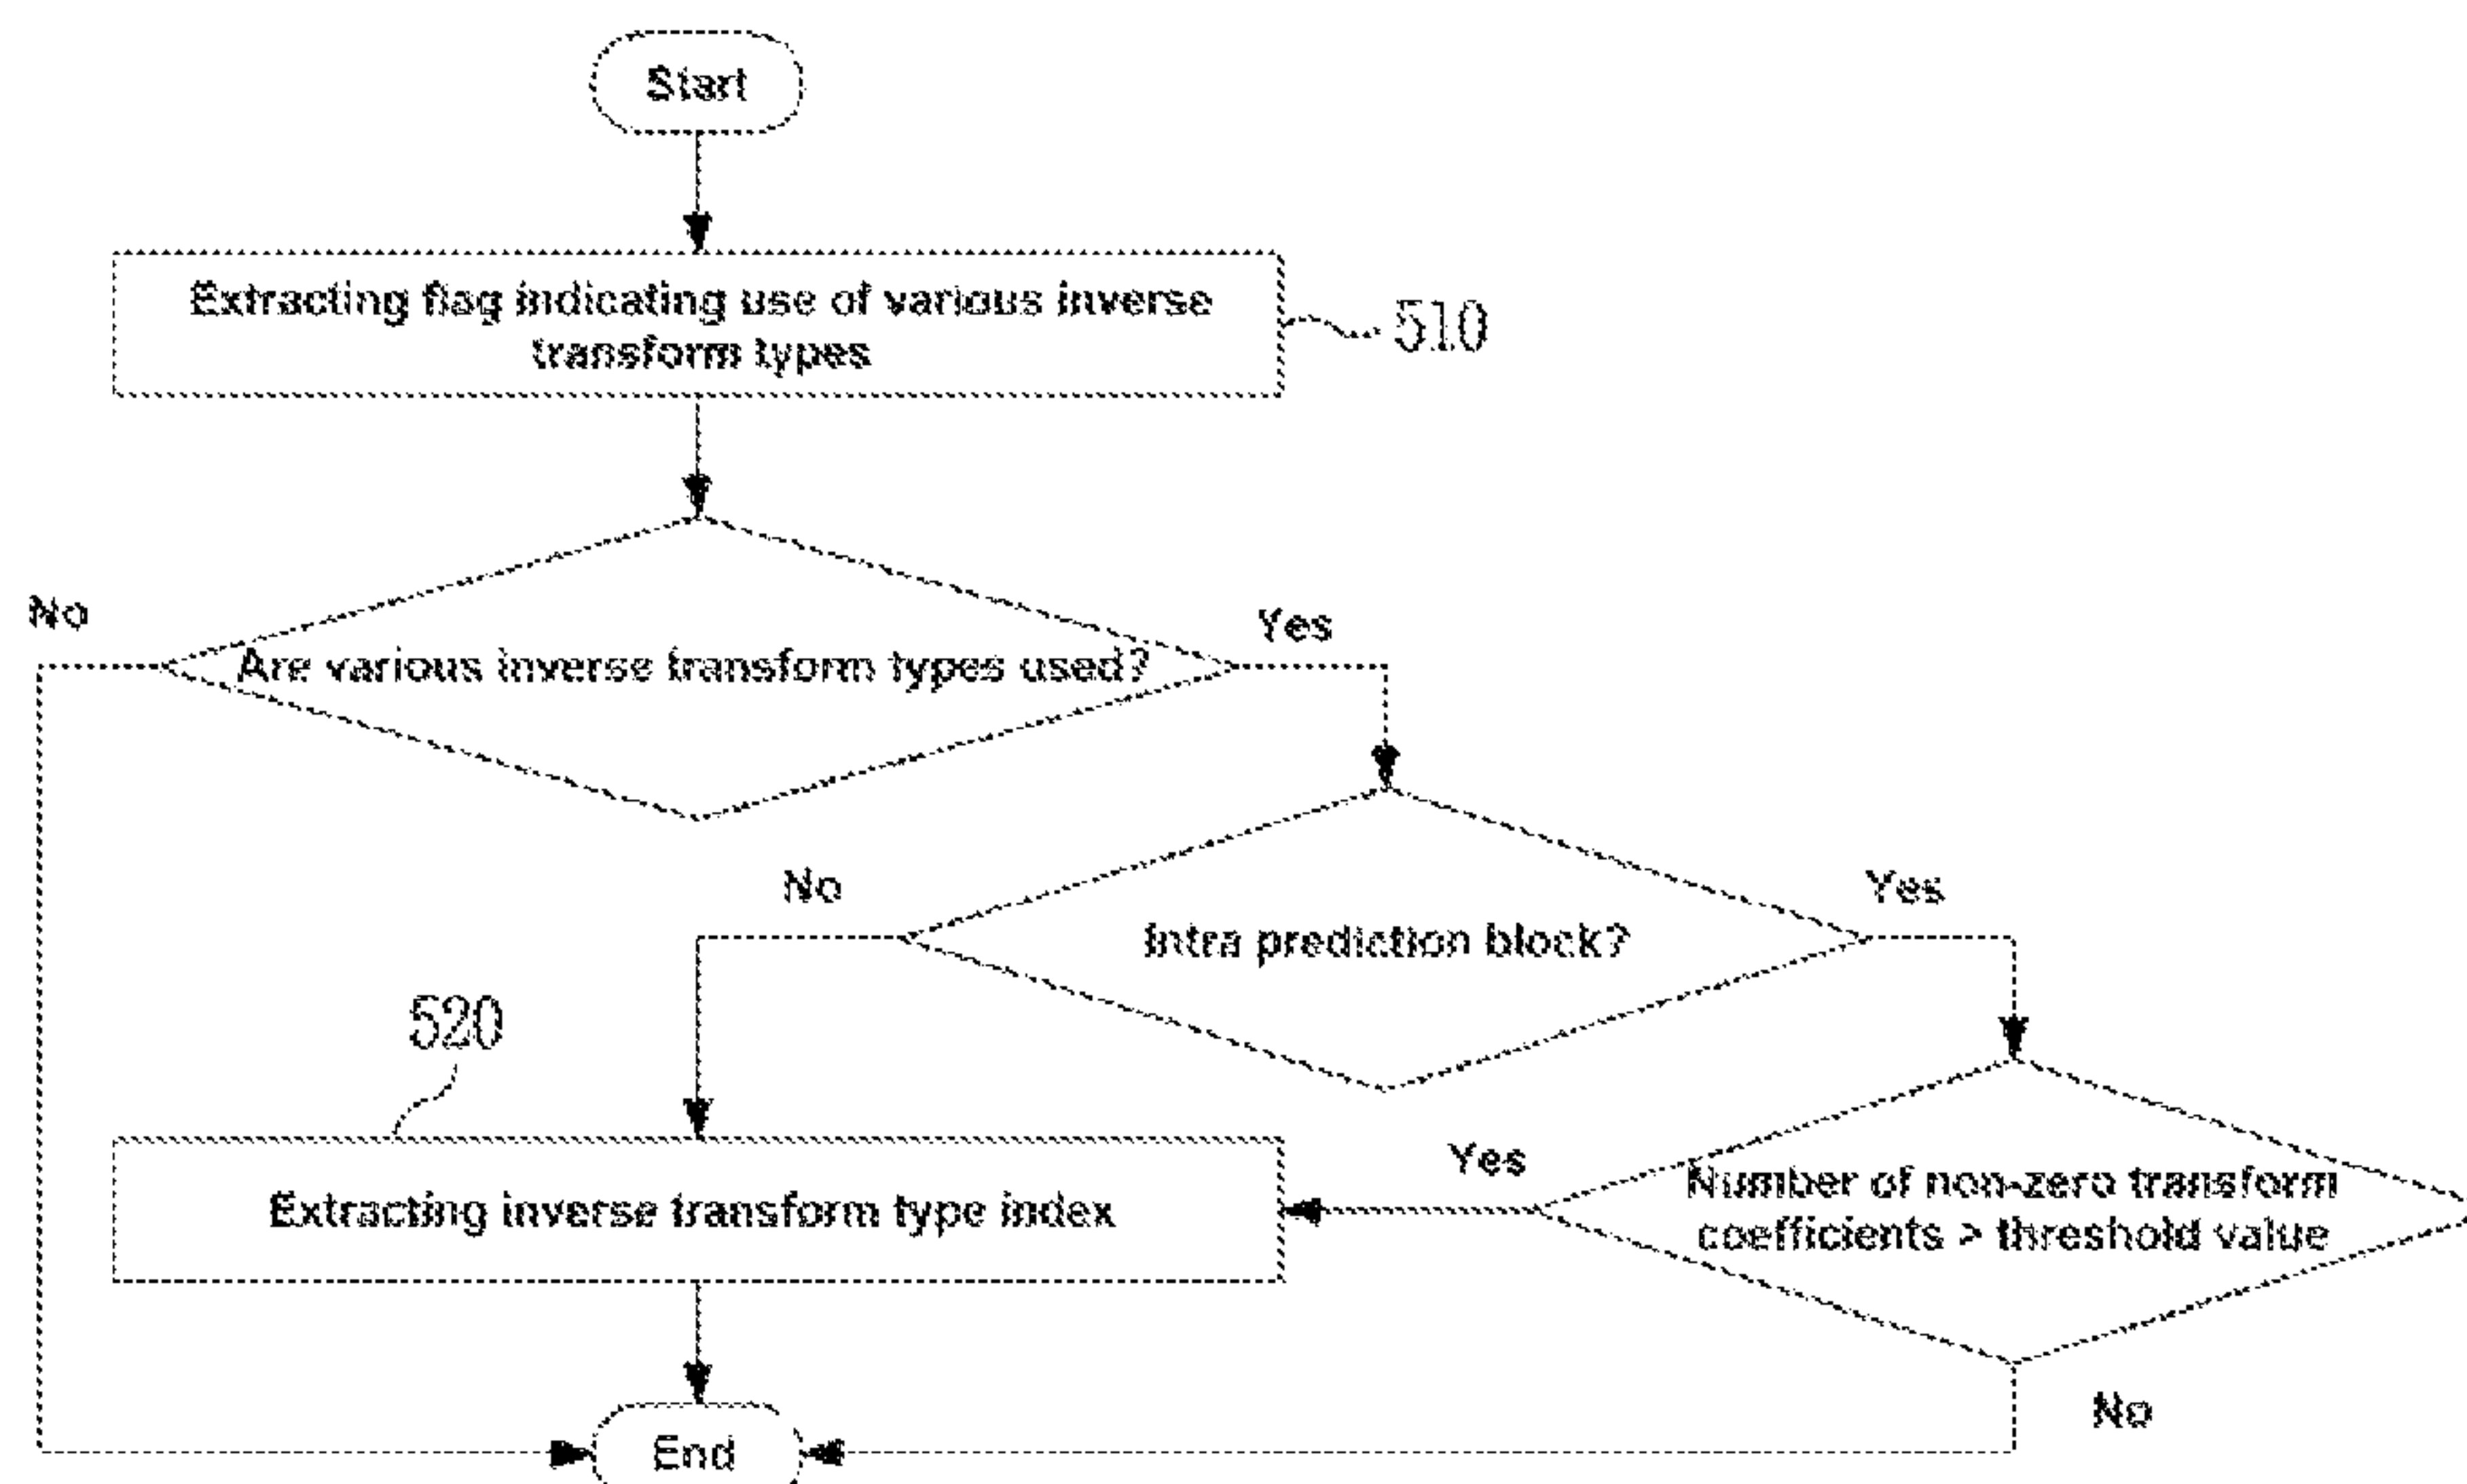 Start
Extracting flag indicating use of various inverse
transform types
510
No
Yes
Are various inverse transform types used?
No
Yes
Intra prediction block?
520
Yes
Number of non-zero transform
coefficients > threshold value
Extracting inverse transform type index
No
End